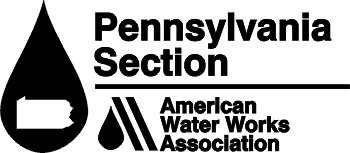 Pennsylvania
Section
American
Water Works
Association